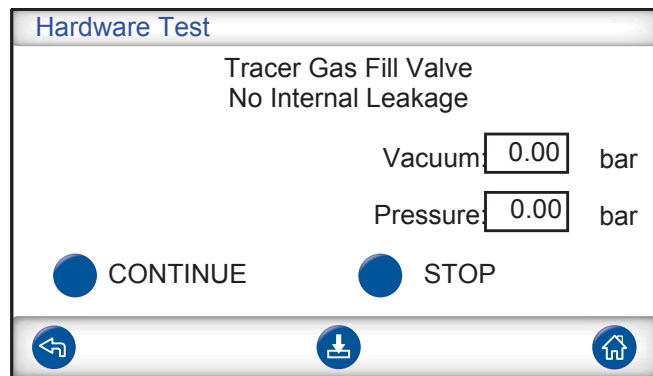 Hardware Test
Tracer Gas Fill Valve
No Internal Leakage
Vacuum: 0.00 bar
Pressure: 0.00 bar
CONTINUE STOP